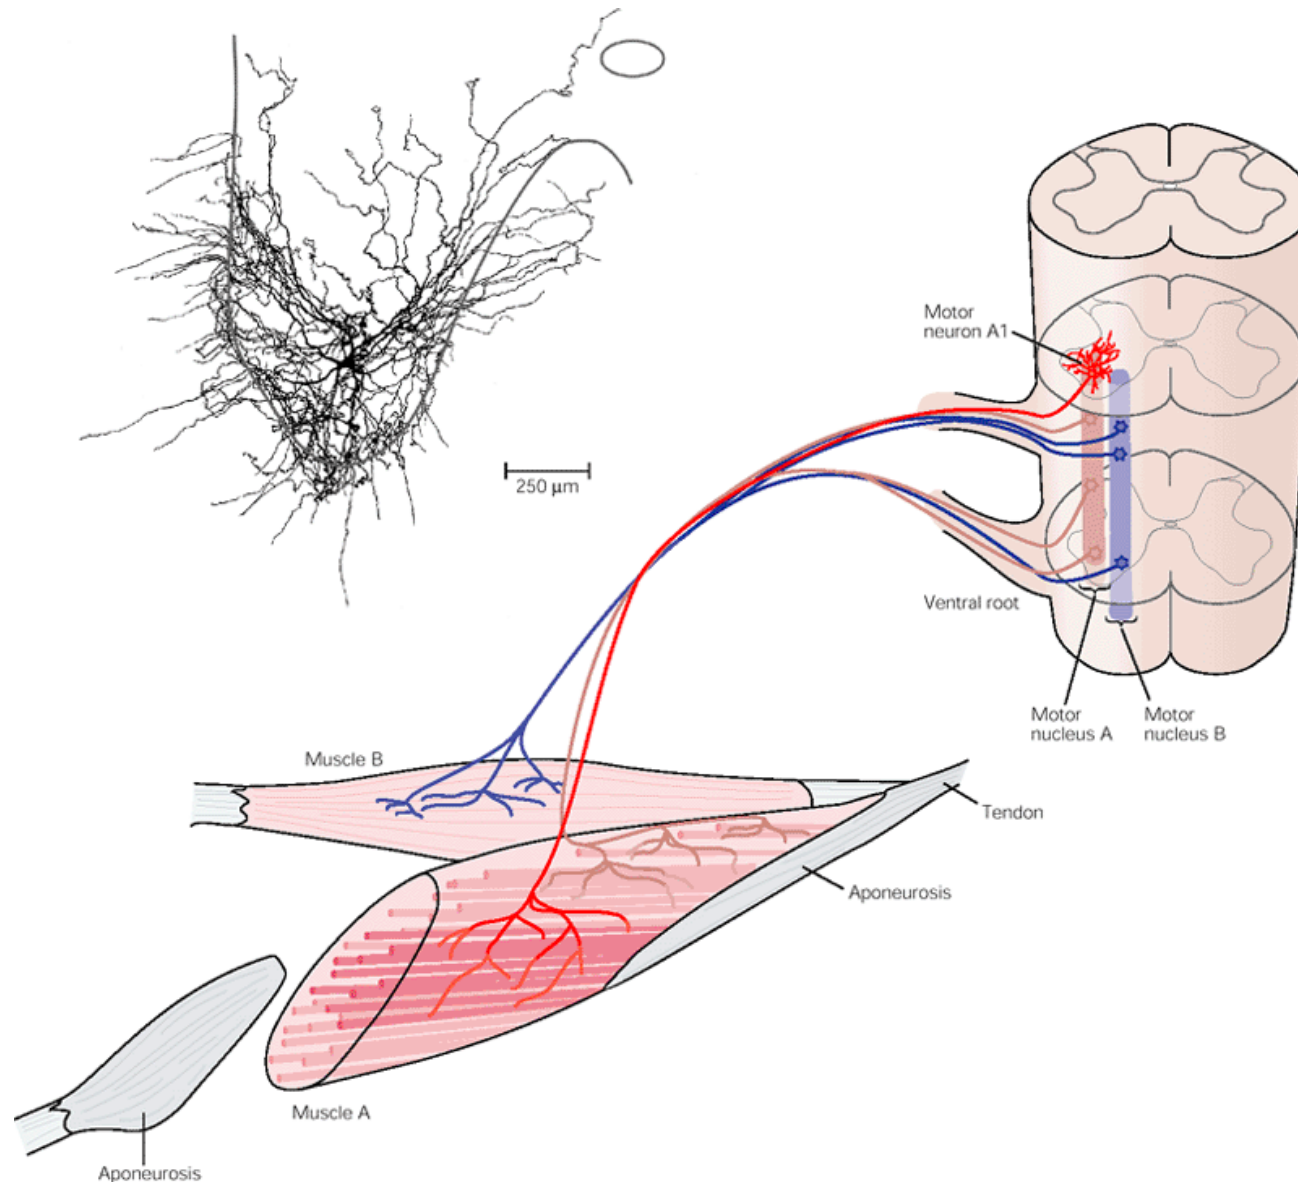 Motor
neuron A1
250 µm
Ventral root
Motor
nucleus A
Motor
nucleus B
Muscle B
Tendon
Aponeurosis
Muscle A
Aponeurosis